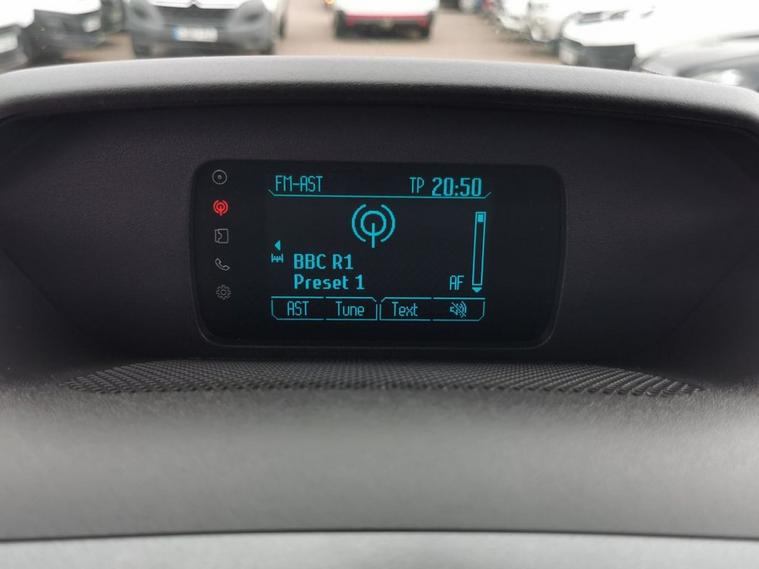 FM-AST TP 20:50
BBC R1
Preset 1 AF
AST Tune Text